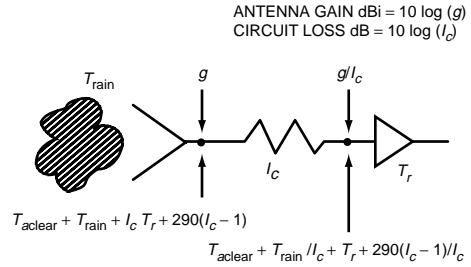 ANTENNA GAIN dBi = 10 log (g)
CIRCUIT LOSS dB = 10 log (l_c)
T_rain
g
g/l_c
l_c
T_r
T_aclear + T_rain + l_c T_r + 290(l_c – 1)
T_aclear + T_rain /l_c + T_r + 290(l_c – 1)/l_c